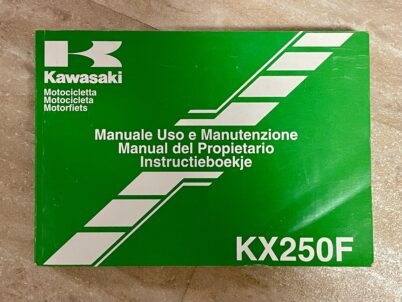 Kawasaki
Motocicletta
Motocicleta
Motorfiets
Manuale Uso e Manutenzione
Manual del Propietario
Instructieboekje
KX250F